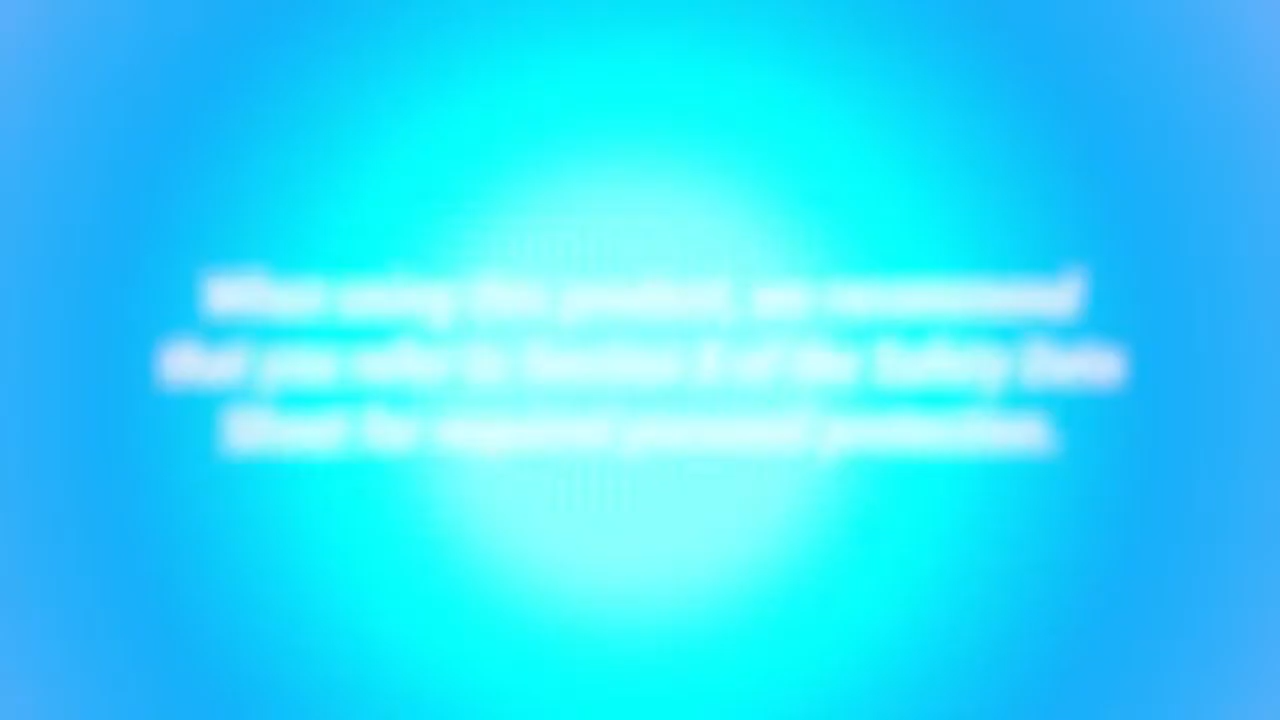 When using this product, we recommend
that you refer to Section 8 of the Safety Data
Sheet for required personal protection.